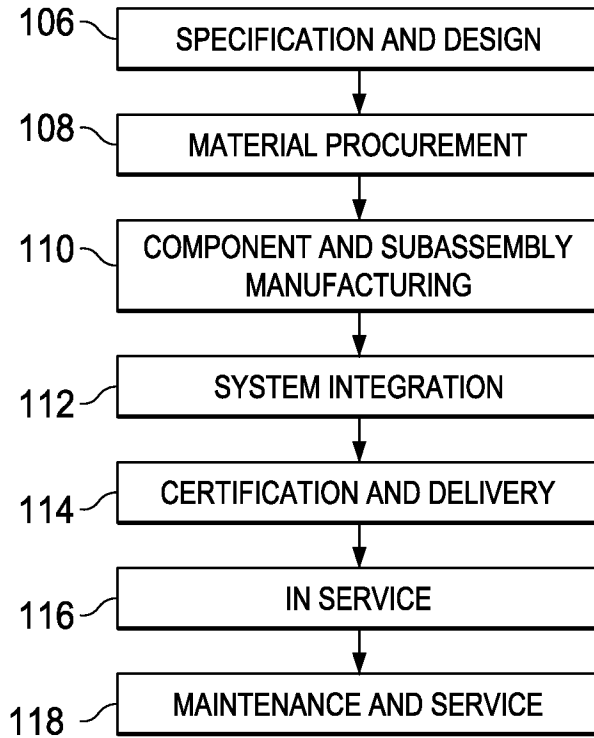 106
SPECIFICATION AND DESIGN
108
MATERIAL PROCUREMENT
110
COMPONENT AND SUBASSEMBLY
MANUFACTURING
112
SYSTEM INTEGRATION
114
CERTIFICATION AND DELIVERY
116
IN SERVICE
118
MAINTENANCE AND SERVICE